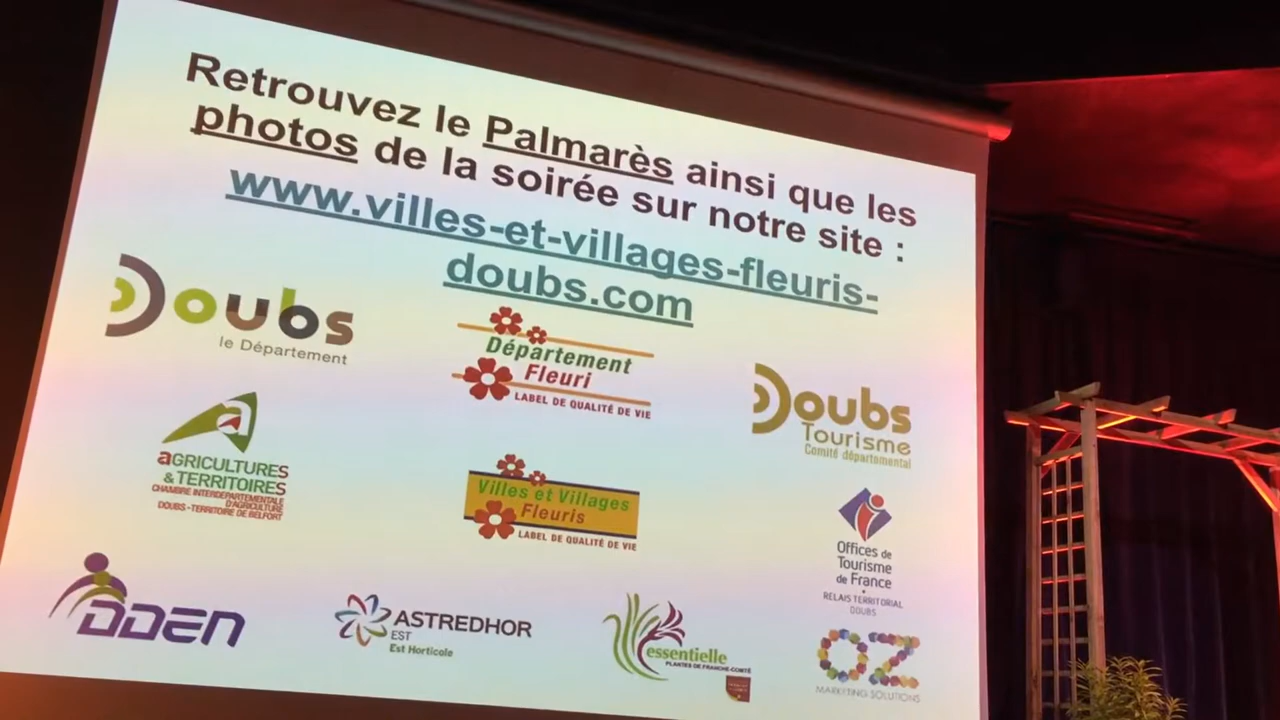 Retrouvez le Palmarès ainsi que les
photos de la soirée sur notre site :
www.villes-et-villages-fleuris-
doubs.com
Doubs
le Département
Département
Fleuri
LABEL DE QUALITÉ DE VIE
Doubs
Tourisme
Comité départemental
aGRICULTURES
& TERRITOIRES
CHAMBRE INTERDEPARTEMENTALE
D'AGRICULTURE
DOUBS - TERRITOIRE DE BELFORT
Villes et Villages
Fleuris
LABEL DE QUALITÉ DE VIE
Offices de
Tourisme
de France
RELAIS TERRITORIAL
DOUBS
DDEN
ASTREDHOR
EST
Est Horticole
essentielle
PLANTES DE FRANCHE-COMTÉ
OZ
MARKETING SOLUTIONS